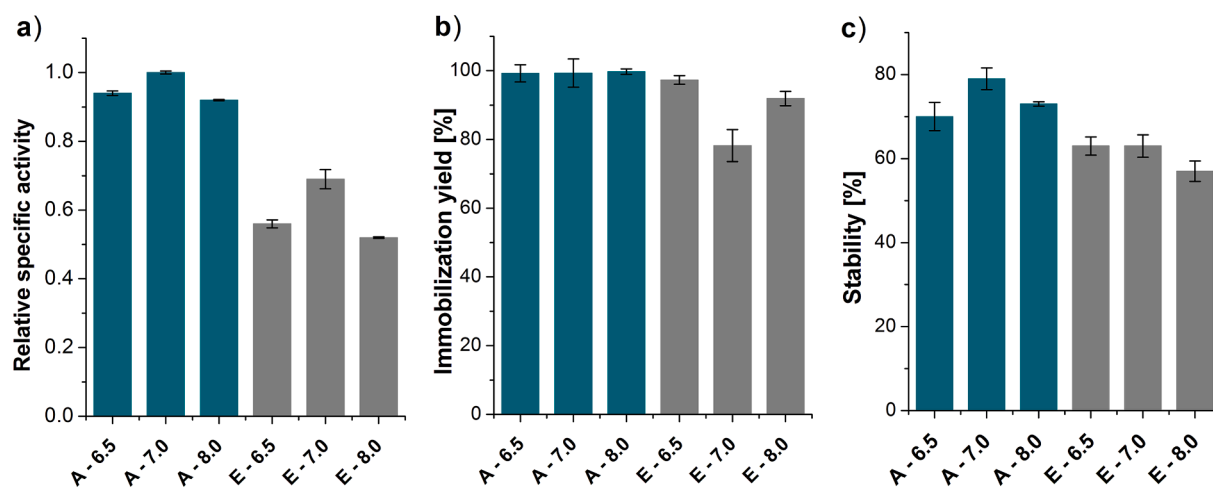 a)
Relative specific activity
1.0
0.8
0.6
0.4
0.2
0.0
A - 6.5
A - 7.0
A - 8.0
E - 6.5
E - 7.0
E - 8.0
b)
Immobilization yield [%]
100
80
60
40
20
0
A - 6.5
A - 7.0
A - 8.0
E - 6.5
E - 7.0
E - 8.0
c)
Stability [%]
80
60
40
20
0
A - 6.5
A - 7.0
A - 8.0
E - 6.5
E - 7.0
E - 8.0